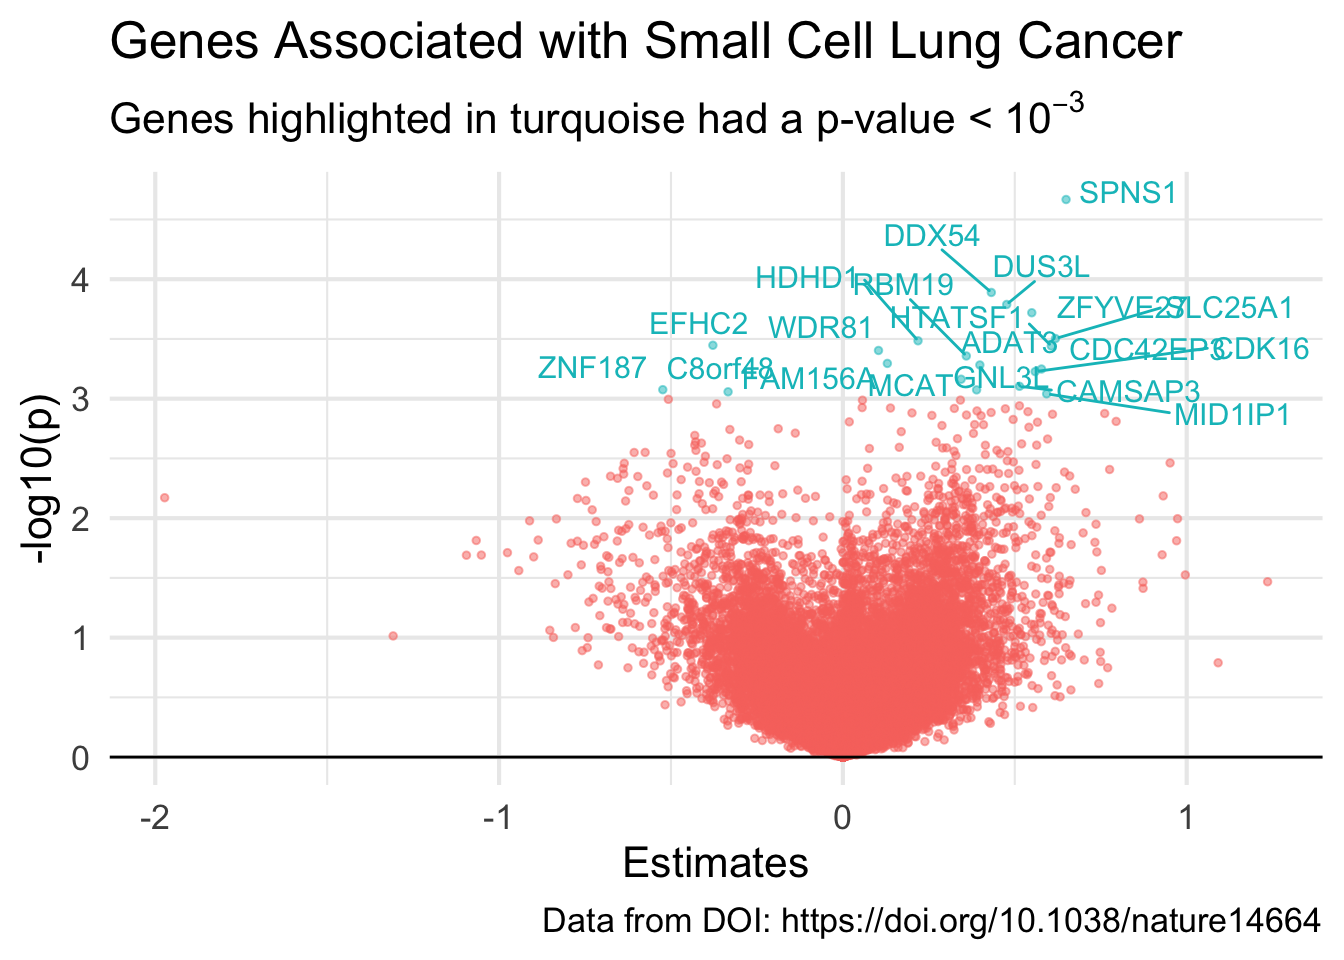 Genes Associated with Small Cell Lung Cancer
Genes highlighted in turquoise had a p-value < 10⁻³
SPNS1
DDX54
DUS3L
HDHD1
RBM19
ZFYVE27
SLC25A1
HTATSF1
EFHC2
WDR81
ADAT3
CDC42EP3
CDK16
ZNF187
C8orf48
FAM156A
MCAT
GNL3L
CAMSAP3
MID1IP1
4
3
2
1
0
-log10(p)
-2
-1
0
1
Estimates
Data from DOI: https://doi.org/10.1038/nature14664